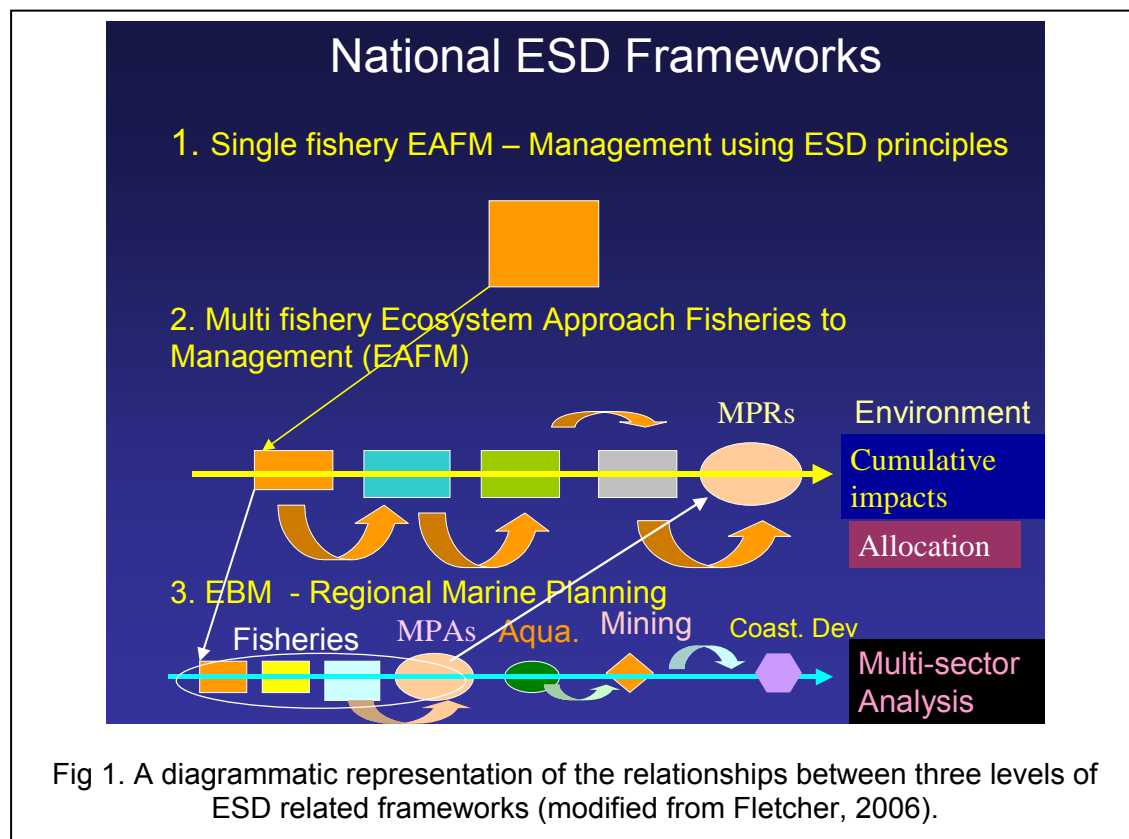 National ESD Frameworks
1. Single fishery EAFM – Management using ESD principles
2. Multi fishery Ecosystem Approach Fisheries to
Management (EAFM)
MPRs
Environment
Cumulative
impacts
Allocation
3. EBM - Regional Marine Planning
Fisheries
MPAs
Aqua.
Mining
Coast. Dev
Multi-sector
Analysis
Fig 1. A diagrammatic representation of the relationships between three levels of
ESD related frameworks (modified from Fletcher, 2006).